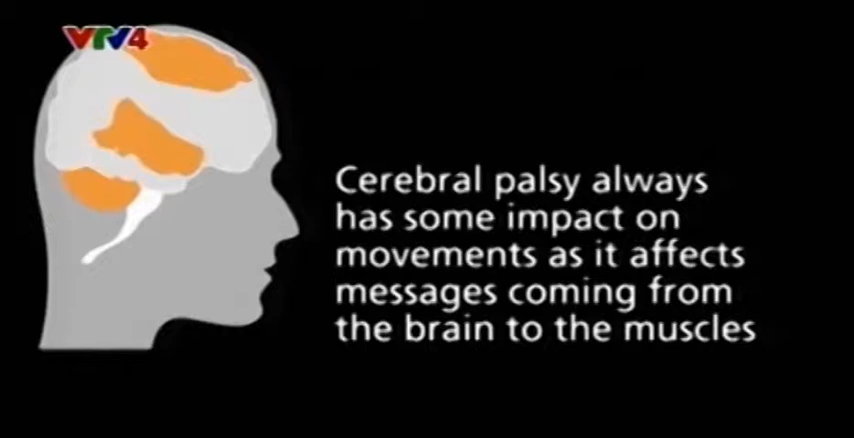 VTV4
Cerebral palsy always
has some impact on
movements as it affects
messages coming from
the brain to the muscles